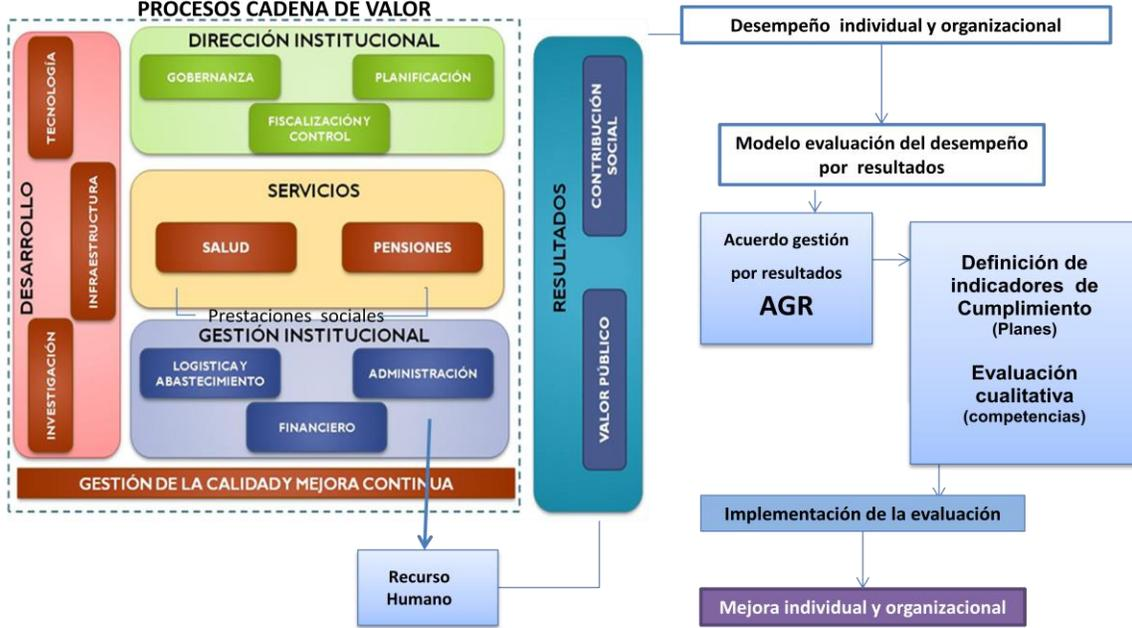 PROCESOS CADENA DE VALOR
DESARROLLO
TECNOLOGÍA
INFRAESTRUCTURA
INVESTIGACIÓN
DIRECCIÓN INSTITUCIONAL
GOBERNANZA
PLANIFICACIÓN
FISCALIZACIÓN Y
CONTROL
SERVICIOS
SALUD
PENSIONES
Prestaciones sociales
GESTIÓN INSTITUCIONAL
LOGISTICA Y
ABASTECIMIENTO
ADMINISTRACIÓN
FINANCIERO
GESTIÓN DE LA CALIDAD Y MEJORA CONTINUA
RESULTADOS
CONTRIBUCIÓN
SOCIAL
VALOR PÚBLICO
Recurso
Humano
Desempeño individual y organizacional
Modelo evaluación del desempeño
por resultados
Acuerdo gestión
por resultados
AGR
Definición de
indicadores de
Cumplimiento
(Planes)
Evaluación
cualitativa
(competencias)
Implementación de la evaluación
Mejora individual y organizacional